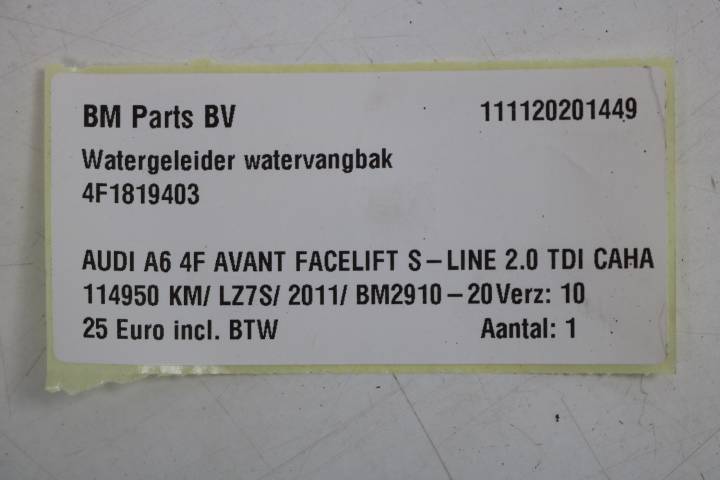 BM Parts BV 111120201449
Watergeleider watervangbak
4F1819403
AUDI A6 4F AVANT FACELIFT S-LINE 2.0 TDI CAHA
114950 KM/ LZ7S/ 2011/ BM2910-20Verz: 10
25 Euro incl. BTW Aantal: 1